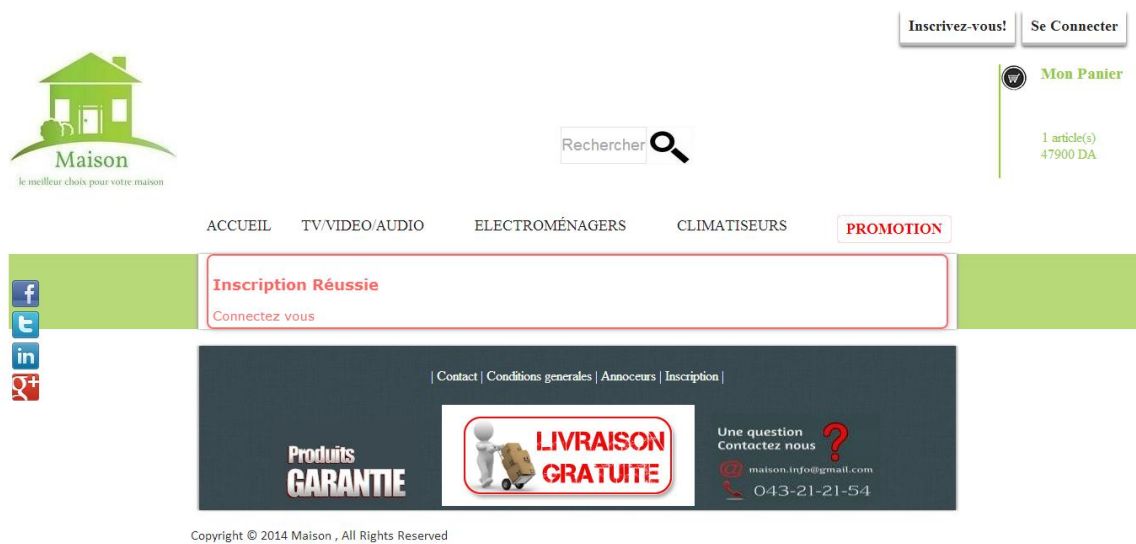 Inscrivez-vous! Se Connecter
Mon Panier
1 article(s)
47900 DA
Maison
le meilleur choix pour votre maison
Rechercher
ACCUEIL TV/VIDEO/AUDIO ELECTROMÉNAGERS CLIMATISEURS PROMOTION
Inscription Réussie
Connectez vous
f
t
in
g+
| Contact | Conditions generales | Annoceurs | Inscription |
Produits
GARANTIE
LIVRAISON
GRATUITE
Une question
Contactez nous ?
@ maison.info@gmail.com
043-21-21-54
Copyright © 2014 Maison , All Rights Reserved